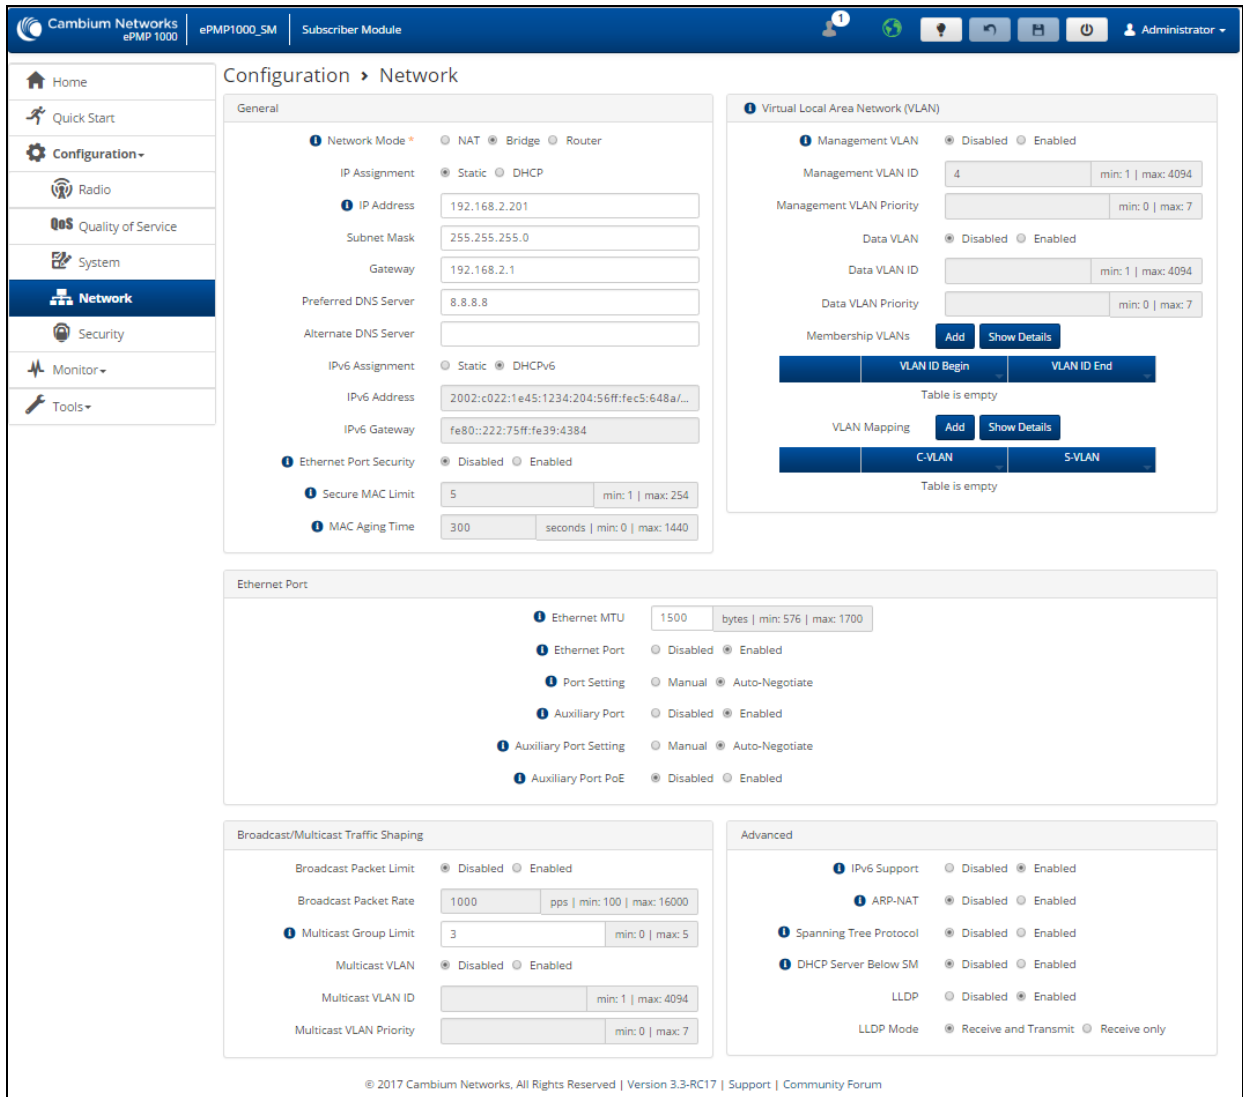 Cambium Networks
ePMP 1000
ePMP1000_SM
Subscriber Module
1
Administrator
Home
Quick Start
Configuration
Radio
QoS Quality of Service
System
Network
Security
Monitor
Tools
Configuration > Network
General
Network Mode * NAT Bridge Router
IP Assignment Static DHCP
IP Address 192.168.2.201
Subnet Mask 255.255.255.0
Gateway 192.168.2.1
Preferred DNS Server 8.8.8.8
Alternate DNS Server
IPv6 Assignment Static DHCPv6
IPv6 Address 2002:c022:1e45:1234:204:56ff:fec5:648a/...
IPv6 Gateway fe80::222:75ff:fe39:4384
Ethernet Port Security Disabled Enabled
Secure MAC Limit 5 min: 1 | max: 254
MAC Aging Time 300 seconds | min: 0 | max: 1440
Virtual Local Area Network (VLAN)
Management VLAN Disabled Enabled
Management VLAN ID 4 min: 1 | max: 4094
Management VLAN Priority min: 0 | max: 7
Data VLAN Disabled Enabled
Data VLAN ID min: 1 | max: 4094
Data VLAN Priority min: 0 | max: 7
Membership VLANs Add Show Details
VLAN ID Begin VLAN ID End
Table is empty
VLAN Mapping Add Show Details
C-VLAN S-VLAN
Table is empty
Ethernet Port
Ethernet MTU 1500 bytes | min: 576 | max: 1700
Ethernet Port Disabled Enabled
Port Setting Manual Auto-Negotiate
Auxiliary Port Disabled Enabled
Auxiliary Port Setting Manual Auto-Negotiate
Auxiliary Port PoE Disabled Enabled
Broadcast/Multicast Traffic Shaping
Broadcast Packet Limit Disabled Enabled
Broadcast Packet Rate 1000 pps | min: 100 | max: 16000
Multicast Group Limit 3 min: 0 | max: 5
Multicast VLAN Disabled Enabled
Multicast VLAN ID min: 1 | max: 4094
Multicast VLAN Priority min: 0 | max: 7
Advanced
IPv6 Support Disabled Enabled
ARP-NAT Disabled Enabled
Spanning Tree Protocol Disabled Enabled
DHCP Server Below SM Disabled Enabled
LLDP Disabled Enabled
LLDP Mode Receive and Transmit Receive only
© 2017 Cambium Networks, All Rights Reserved | Version 3.3-RC17 | Support | Community Forum